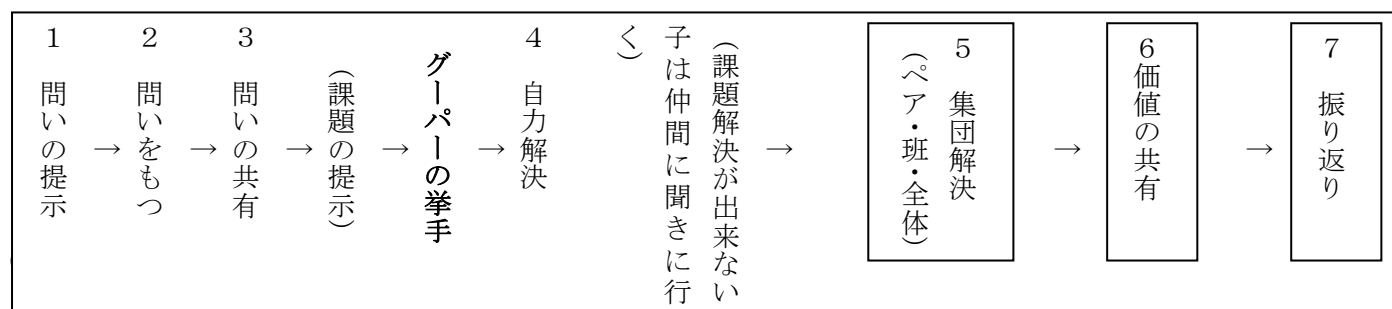 1　問いの提示
→
2　問いをもつ
→
3　問いの共有
→
(課題の提示)
→
グーパーの挙手
→
4　自力解決
(課題解決が出来ない
子は仲間に聞きに行
く)
→
5　集団解決
(ペア・班・全体)
→
6価値の共有
→
7　振り返り